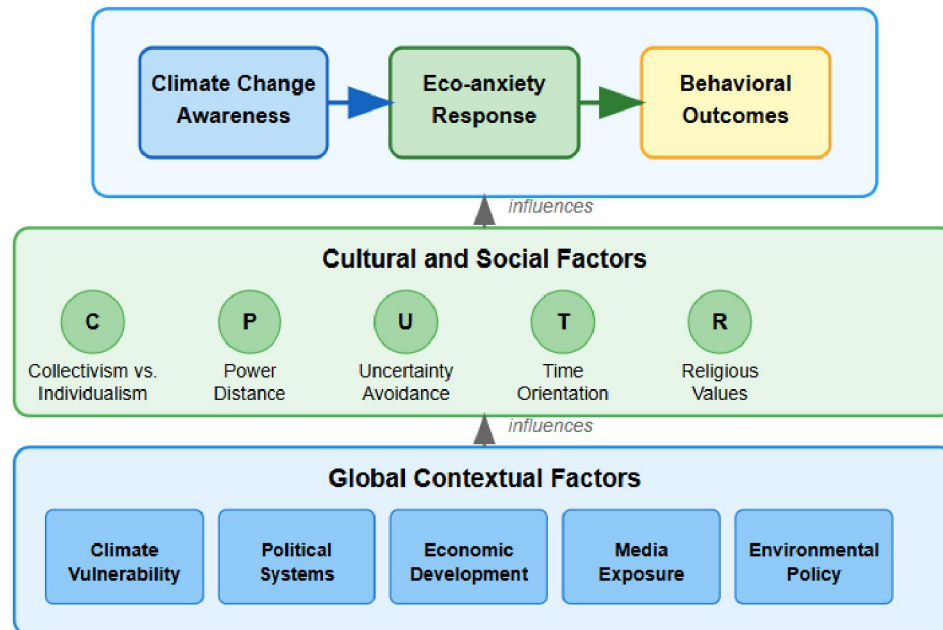 Climate Change
Awareness
Eco-anxiety
Response
Behavioral
Outcomes
influences
Cultural and Social Factors
C
P
U
T
R
Collectivism vs.
Individualism
Power
Distance
Uncertainty
Avoidance
Time
Orientation
Religious
Values
influences
Global Contextual Factors
Climate
Vulnerability
Political
Systems
Economic
Development
Media
Exposure
Environmental
Policy